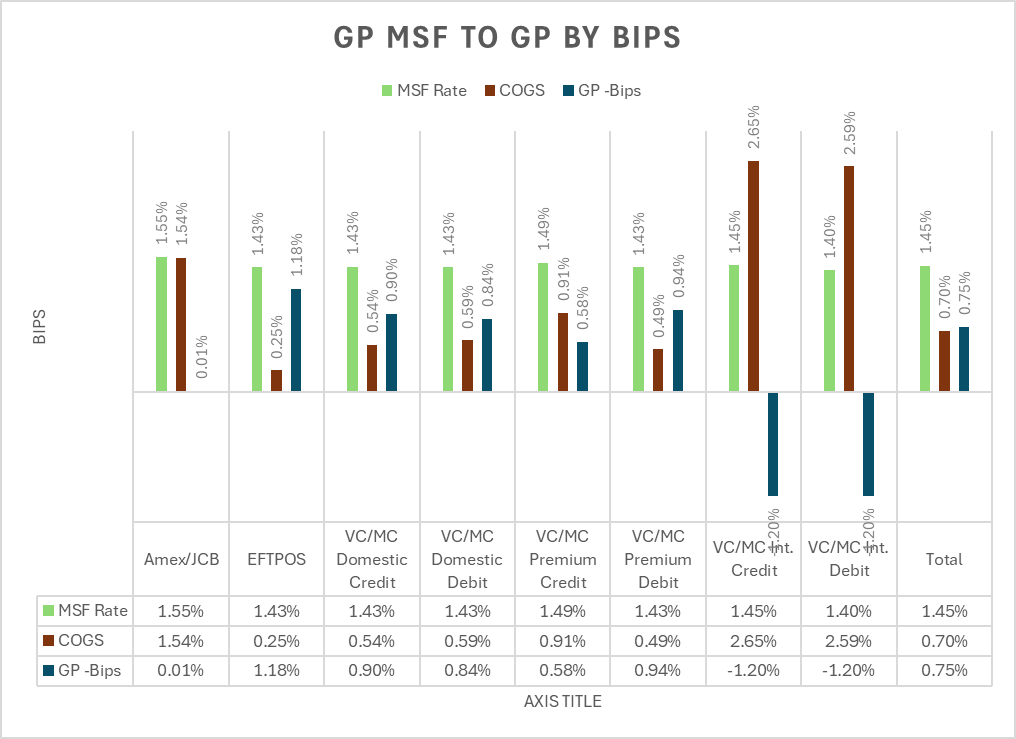 GP MSF TO GP BY BIPS
MSF Rate COGS GP -Bips
BIPS
1.55% 1.54% 0.01%
1.43% 0.25% 1.18%
1.43% 0.54% 0.90%
1.43% 0.59% 0.84%
1.49% 0.91% 0.58%
1.43% 0.49% 0.94%
1.45% 2.65% -1.20%
1.40% 2.59% -1.20%
1.45% 0.70% 0.75%
Amex/JCB
EFTPOS
VC/MC
Domestic
Credit
VC/MC
Domestic
Debit
VC/MC
Premium
Credit
VC/MC
Premium
Debit
VC/MC Int.
Credit
VC/MC Int.
Debit
Total
MSF Rate 1.55% 1.43% 1.43% 1.43% 1.49% 1.43% 1.45% 1.40% 1.45%
COGS 1.54% 0.25% 0.54% 0.59% 0.91% 0.49% 2.65% 2.59% 0.70%
GP -Bips 0.01% 1.18% 0.90% 0.84% 0.58% 0.94% -1.20% -1.20% 0.75%
AXIS TITLE